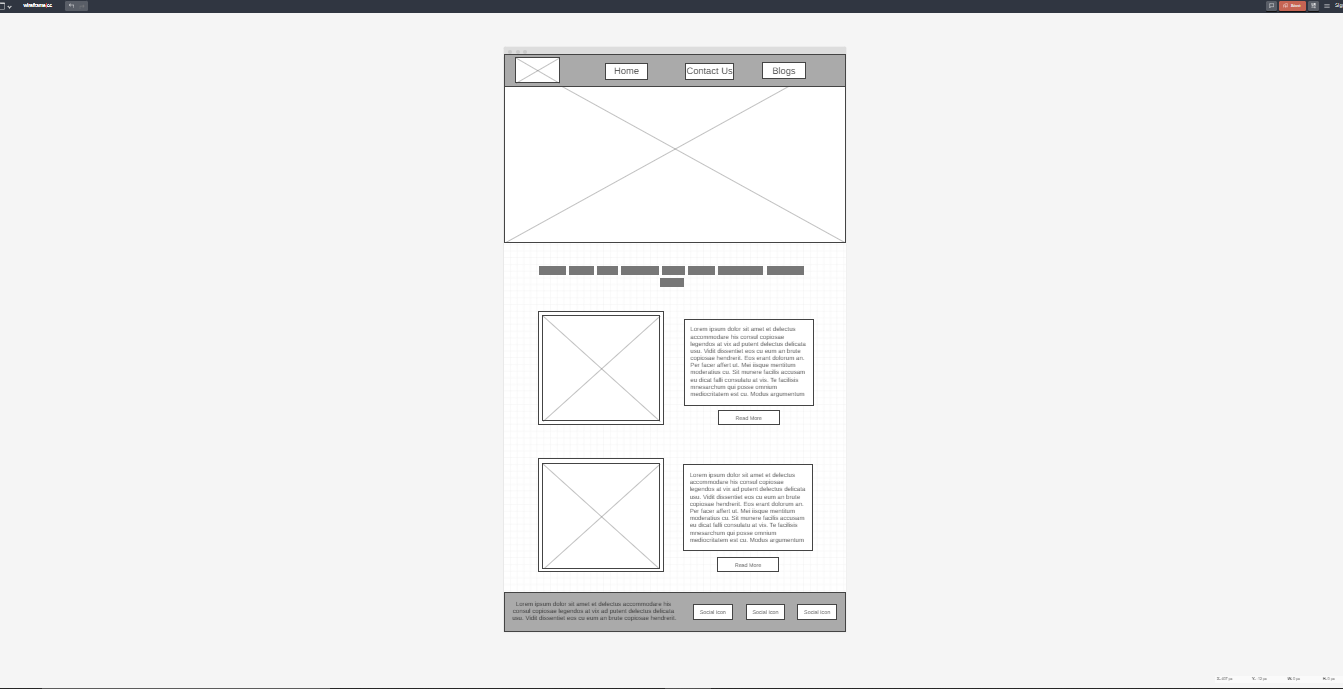 wireframe.cc
Save
Sig
Home
Contact Us
Blogs
Lorem ipsum dolor sit amet et delectus
accommodare his consul copiosae
legendos at vix ad putent delectus delicata
usu. Vidit dissentiet eos cu eum an brute
copiosae hendrerit. Eos erant dolorum an.
Per facer affert ut. Mei iisque mentitum
moderatius cu. Sit munere facilis accusam
eu dicat falli consulatu at vis. Te facilisis
mnesarchum qui posse omnium
mediocritatem est cu. Modus argumentum
Read More
Lorem ipsum dolor sit amet et delectus
accommodare his consul copiosae
legendos at vix ad putent delectus delicata
usu. Vidit dissentiet eos cu eum an brute
copiosae hendrerit. Eos erant dolorum an.
Per facer affert ut. Mei iisque mentitum
moderatius cu. Sit munere facilis accusam
eu dicat falli consulatu at vis. Te facilisis
mnesarchum qui posse omnium
mediocritatem est cu. Modus argumentum
Read More
Lorem ipsum dolor sit amet et delectus accommodare his
consul copiosae legendos at vix ad putent delectus delicata
usu. Vidit dissentiet eos cu eum an brute copiosae hendrerit.
Social icon
Social icon
Social icon